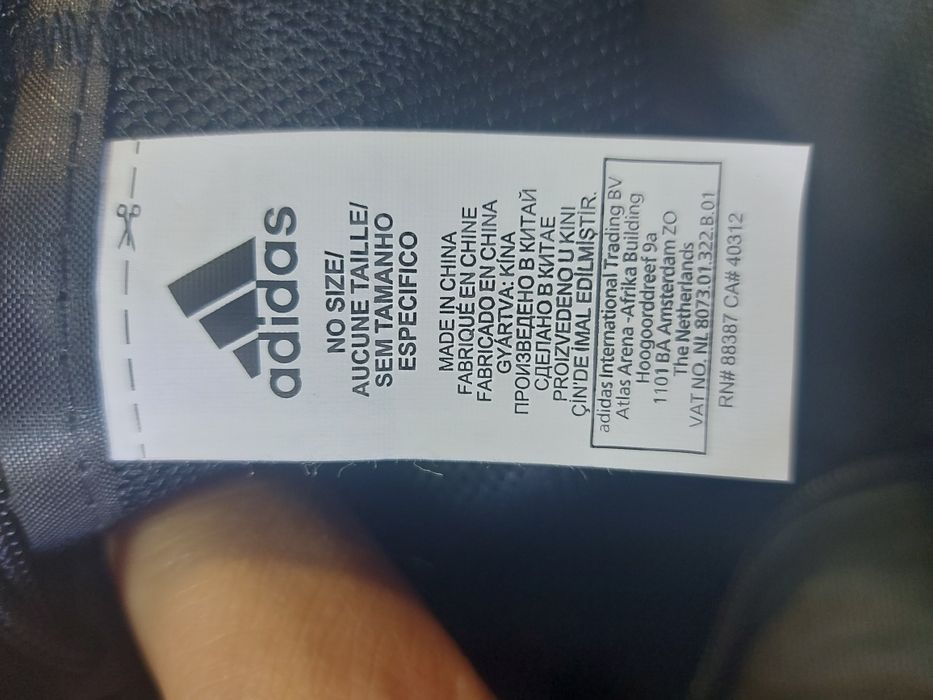 adidas
NO SIZE/
AUCUNE TAILLE/
SEM TAMANHO
ESPECIFICO
MADE IN CHINA
FABRIQUÉ EN CHINE
FABRICADO EN CHINA
GYÁRTVA: KÍNA
ПРОИЗВЕДЕНО В КИТАЙ
СДЕЛАНО В КИТАЕ
PROIZVEDENO U KINI
ÇİN'DE İMAL EDİLMİŞTİR.
adidas International Trading BV
Atlas Arena -Afrika Building
Hoogoorddreef 9a
1101 BA Amsterdam ZO
The Netherlands
VAT NO. NL 8073.01.322.B.01
RN# 88387 CA# 40312